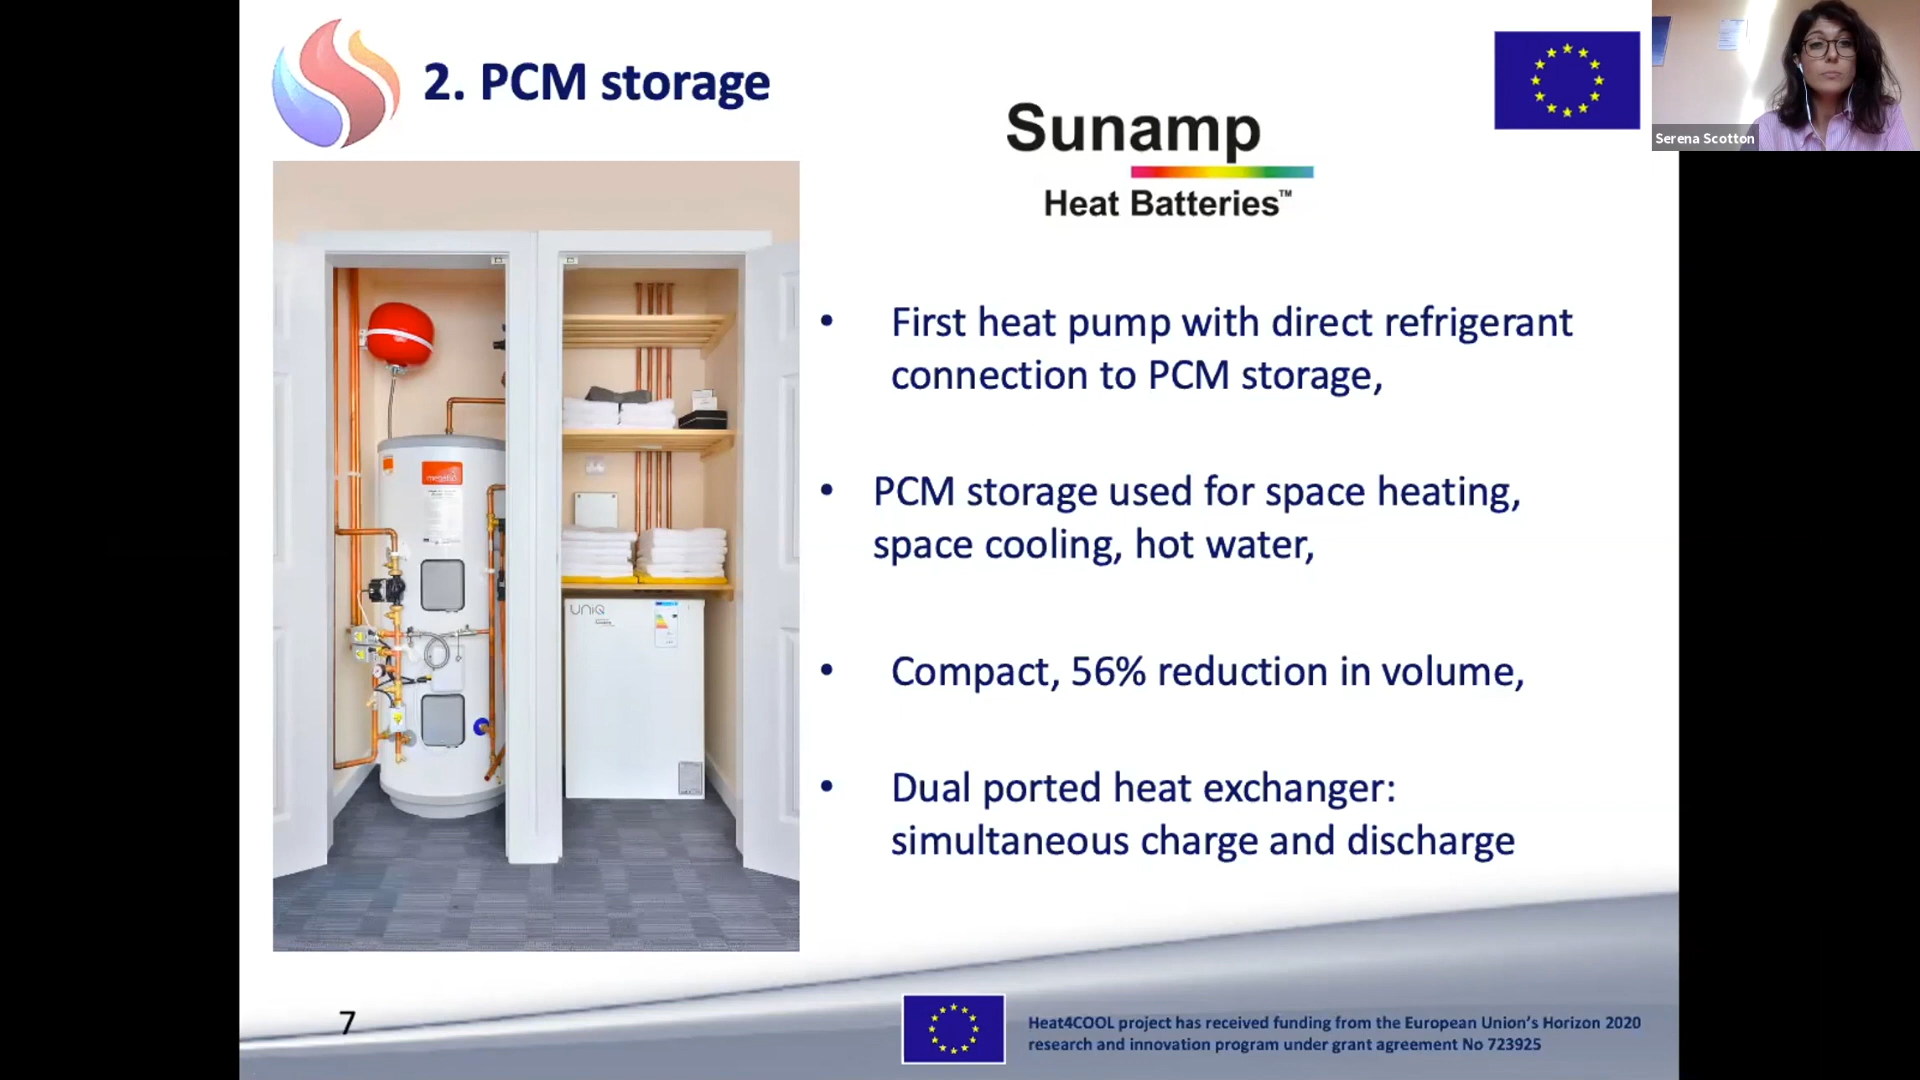 2. PCM storage
Sunamp
Heat Batteries™
Serena Scotton
• First heat pump with direct refrigerant
connection to PCM storage,
• PCM storage used for space heating,
space cooling, hot water,
• Compact, 56% reduction in volume,
• Dual ported heat exchanger:
simultaneous charge and discharge
UNIQ
7
Heat4COOL project has received funding from the European Union's Horizon 2020
research and innovation program under grant agreement No 723925